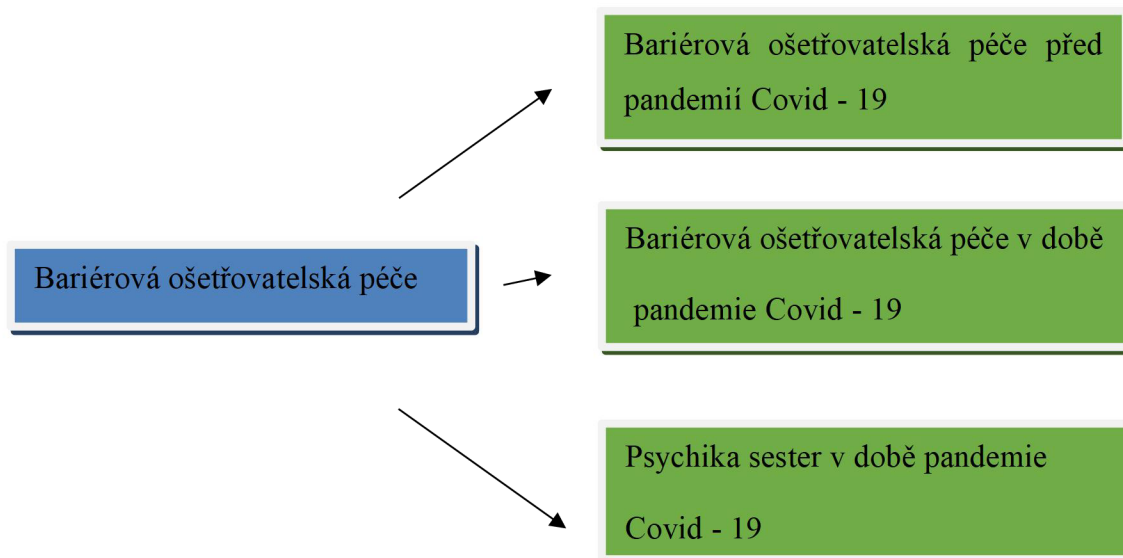 Bariérová ošetřovatelská péče před
pandemií Covid - 19
Bariérová ošetřovatelská péče
Bariérová ošetřovatelská péče v době
pandemie Covid - 19
Psychika sester v době pandemie
Covid - 19